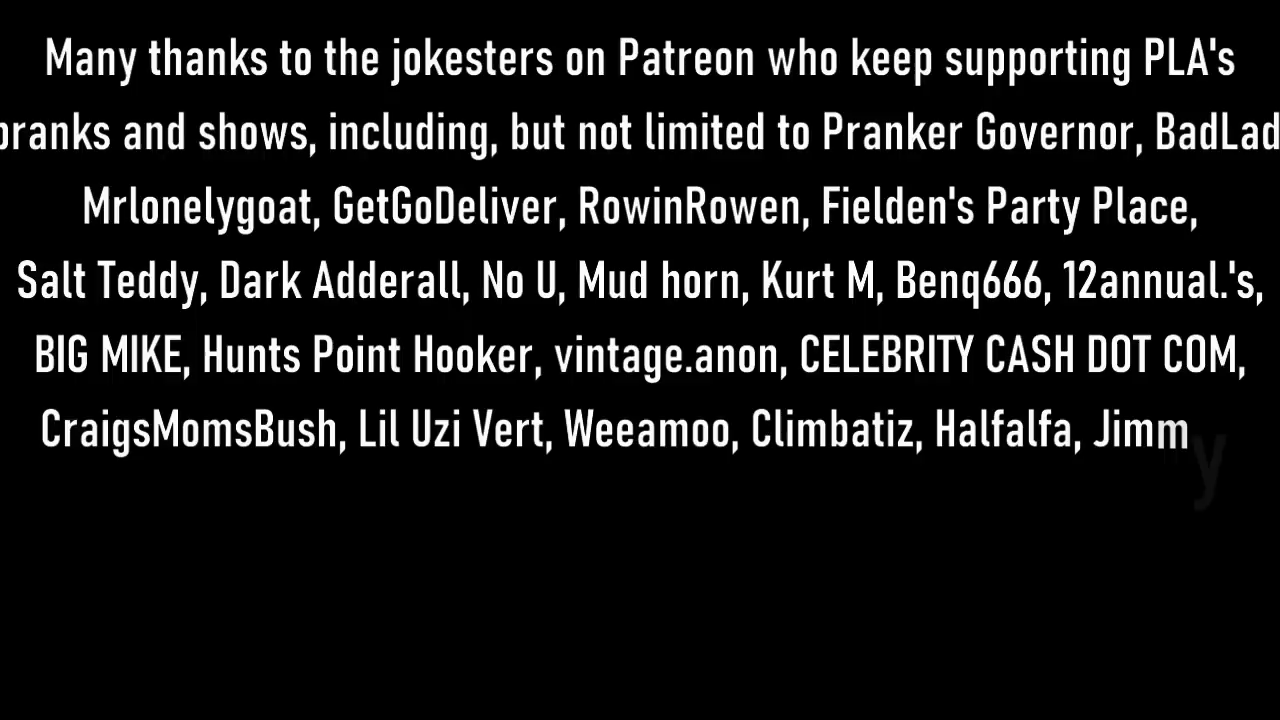 Many thanks to the jokesters on Patreon who keep supporting PLA's
pranks and shows, including, but not limited to Pranker Governor, BadLad
Mrlonelygoat, GetGoDeliver, RowinRowen, Fielden's Party Place,
Salt Teddy, Dark Adderall, No U, Mud horn, Kurt M, Benq666, 12annual.'s,
BIG MIKE, Hunts Point Hooker, vintage.anon, CELEBRITY CASH DOT COM,
CraigsMomsBush, Lil Uzi Vert, Weeamoo, Climbatiz, Halfalfa, Jimmy